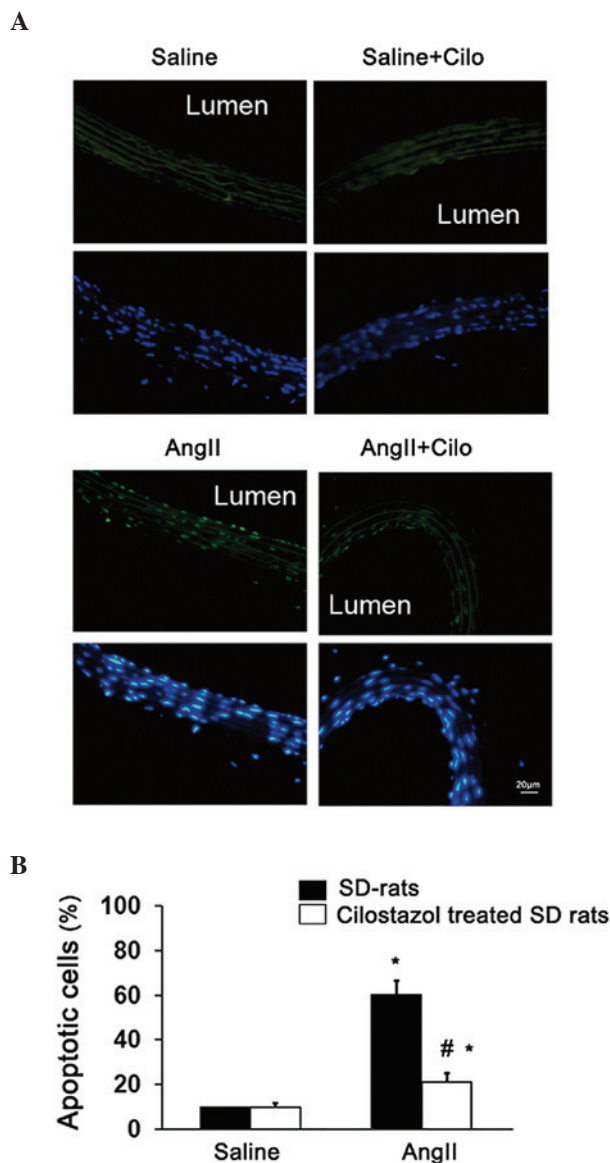 A
Saline
Saline+Cilo
Lumen
Lumen
AngII
AngII+Cilo
Lumen
Lumen
20µm
B
SD-rats
Cilostazol treated SD rats
Apoptotic cells (%)
100
80
60
40
20
0
*
# *
Saline
AngII